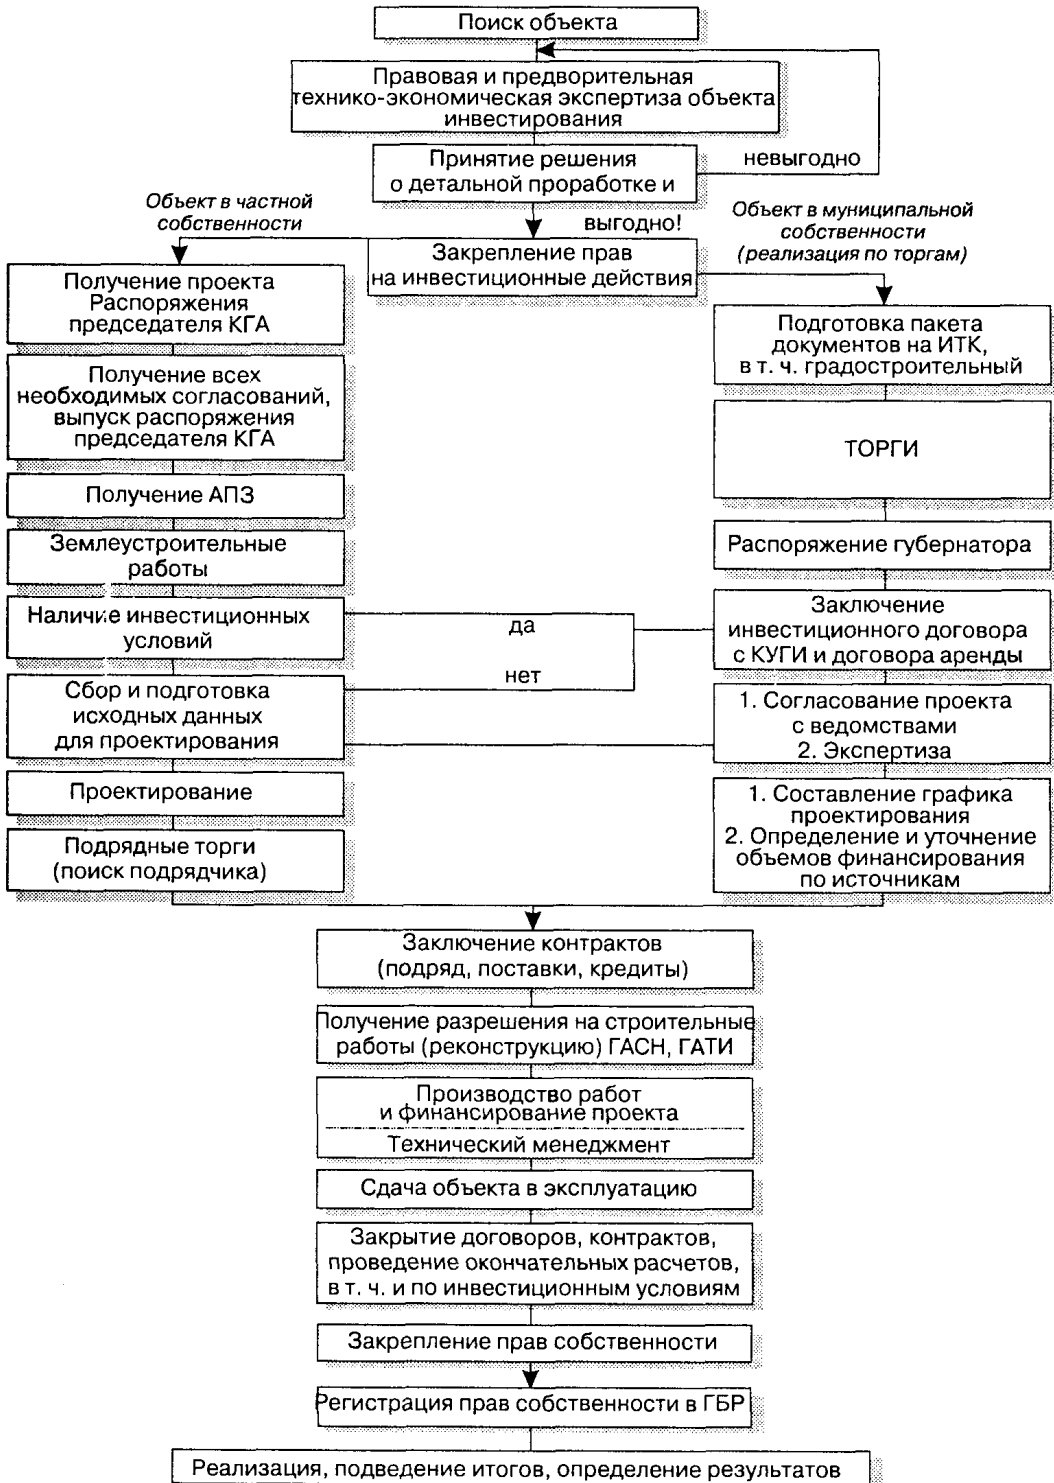 Поиск объекта
Правовая и предворительная
технико-экономическая экспертиза объекта
инвестирования
Принятие решения
о детальной проработке и
невыгодно
выгодно!
Объект в частной
собственности
Объект в муниципальной
собственности
(реализация по торгам)
Закрепление прав
на инвестиционные действия
Получение проекта
Распоряжения
председателя КГА
Получение всех
необходимых согласований,
выпуск распоряжения
председателя КГА
Получение АПЗ
Землеустроительные
работы
Наличие инвестиционных
условий
да
нет
Сбор и подготовка
исходных данных
для проектирования
Проектирование
Подрядные торги
(поиск подрядчика)
Подготовка пакета
документов на ИТК,
в т. ч. градостроительный
ТОРГИ
Распоряжение губернатора
Заключение
инвестиционного договора
с КУГИ и договора аренды
1. Согласование проекта
с ведомствами
2. Экспертиза
1. Составление графика
проектирования
2. Определение и уточнение
объемов финансирования
по источникам
Заключение контрактов
(подряд, поставки, кредиты)
Получение разрешения на строительные
работы (реконструкцию) ГАСН, ГАТИ
Производство работ
и финансирование проекта
Технический менеджмент
Сдача объекта в эксплуатацию
Закрытие договоров, контрактов,
проведение окончательных расчетов,
в т. ч. и по инвестиционным условиям
Закрепление прав собственности
Регистрация прав собственности в ГБР
Реализация, подведение итогов, определение результатов